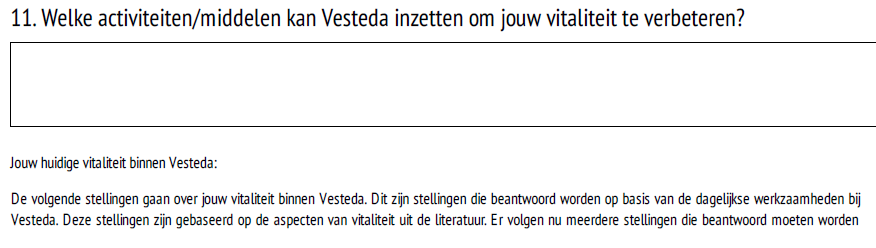 11. Welke activiteiten/middelen kan Vesteda inzetten om jouw vitaliteit te verbeteren?
Jouw huidige vitaliteit binnen Vesteda:
De volgende stellingen gaan over jouw vitaliteit binnen Vesteda. Dit zijn stellingen die beantwoord worden op basis van de dagelijkse werkzaamheden bij
Vesteda. Deze stellingen zijn gebaseerd op de aspecten van vitaliteit uit de literatuur. Er volgen nu meerdere stellingen die beantwoord moeten worden